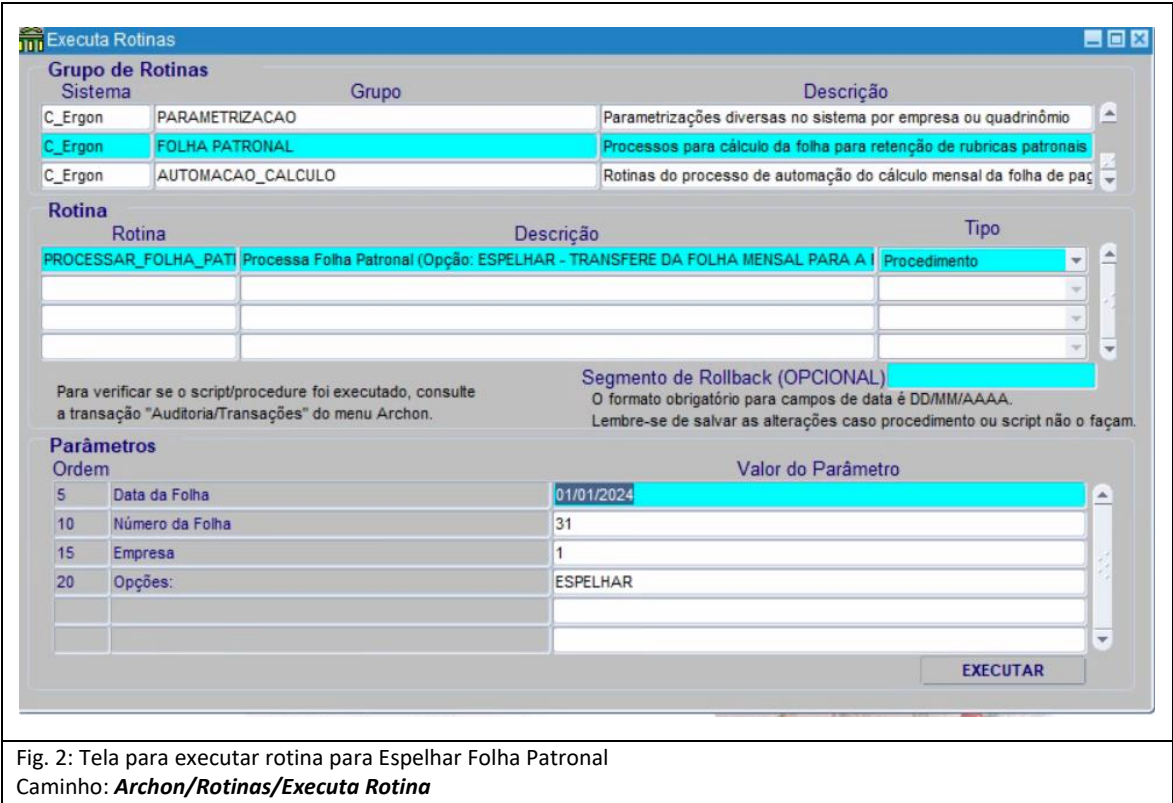 Executa Rotinas
Grupo de Rotinas
Sistema Grupo Descrição
C_Ergon PARAMETRIZACAO Parametrizações diversas no sistema por empresa ou quadrinômio
C_Ergon FOLHA PATRONAL Processos para cálculo da folha para retenção de rubricas patronais
C_Ergon AUTOMACAO_CALCULO Rotinas do processo de automação do cálculo mensal da folha de pag
Rotina
Rotina Descrição Tipo
PROCESSAR_FOLHA_PATI Processa Folha Patronal (Opção: ESPELHAR - TRANSFERE DA FOLHA MENSAL PARA A Procedimento
Segmento de Rollback (OPCIONAL)
Para verificar se o script/procedure foi executado, consulte
a transação "Auditoria/Transações" do menu Archon.
O formato obrigatório para campos de data é DD/MM/AAAA.
Lembre-se de salvar as alterações caso procedimento ou script não o façam.
Parâmetros
Ordem Valor do Parâmetro
5 Data da Folha 01/01/2024
10 Número da Folha 31
15 Empresa 1
20 Opções: ESPELHAR
EXECUTAR
Fig. 2: Tela para executar rotina para Espelhar Folha Patronal
Caminho: Archon/Rotinas/Executa Rotina